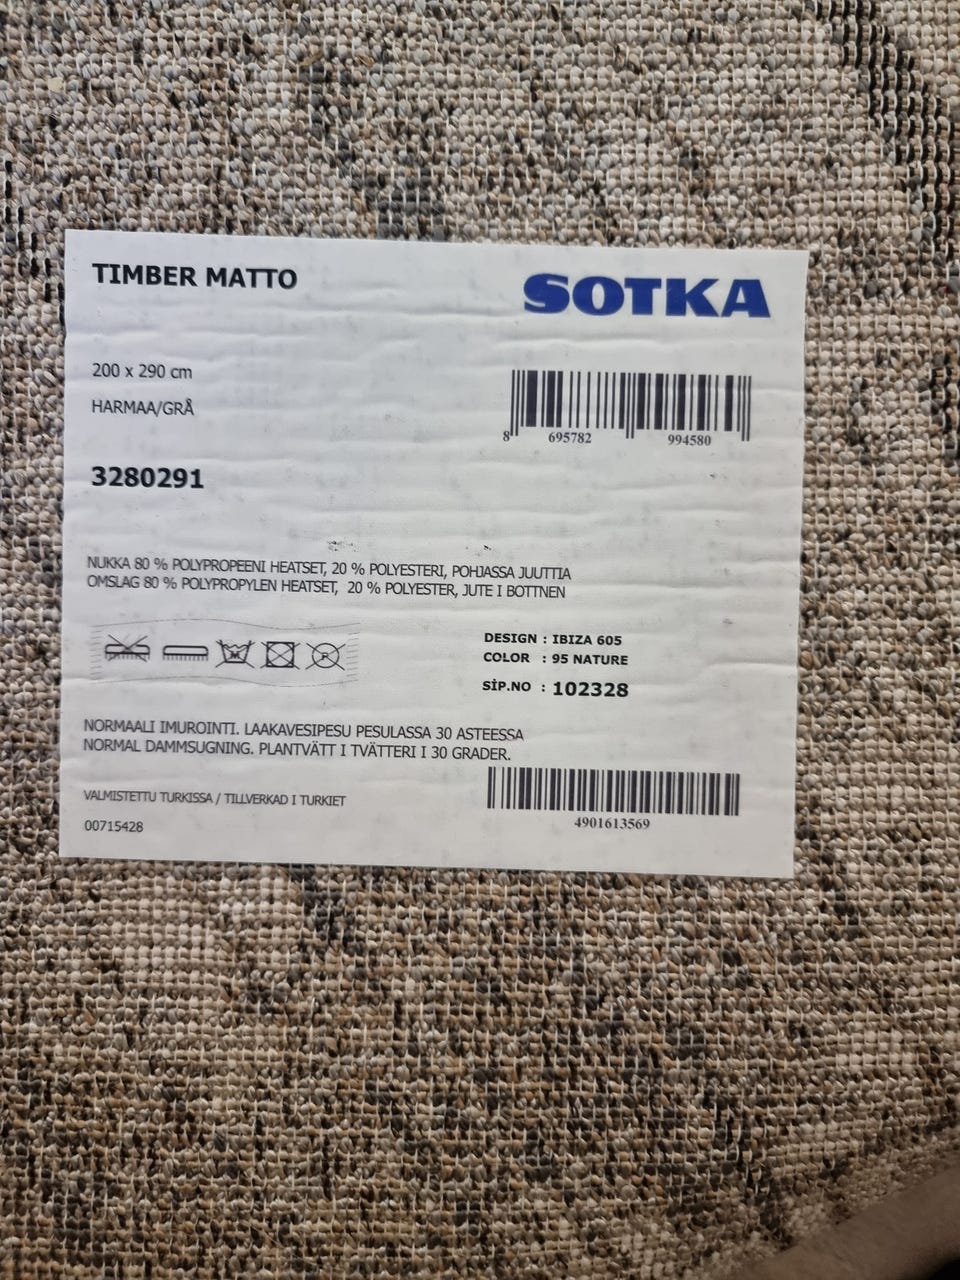 TIMBER MATTO
SOTKA
200 x 290 cm
HARMAA/GRÅ
8 695782 994580
3280291
NUKKA 80 % POLYPROPEENI HEATSET, 20 % POLYESTERI, POHJASSA JUUTTIA
OMSLAG 80 % POLYPROPYLEN HEATSET, 20 % POLYESTER, JUTE I BOTTNEN
DESIGN : IBIZA 605
COLOR : 95 NATURE
SİP.NO : 102328
P
NORMAALI IMUROINTI. LAAKAVESIPESU PESULASSA 30 ASTEESSA
NORMAL DAMMSUGNING. PLANTVÄTT I TVÄTTERI I 30 GRADER.
4901613569
VALMISTETTU TURKISSA / TILLVERKAD I TURKIET
00715428